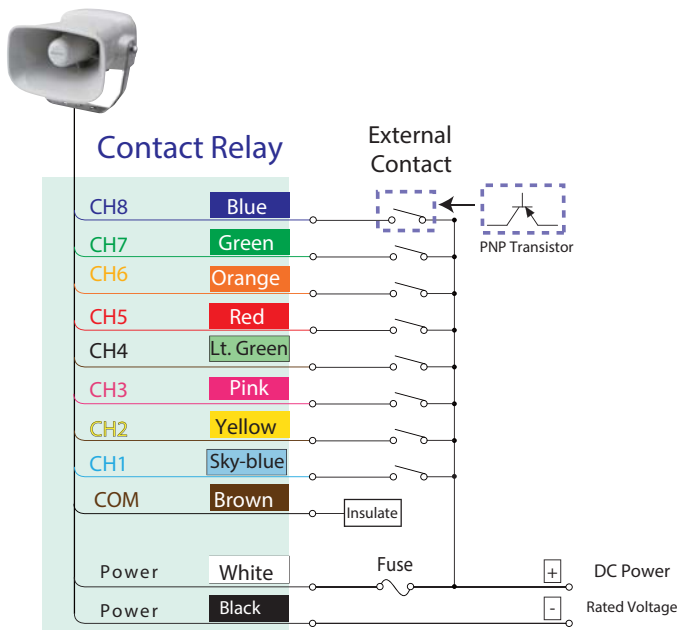 Contact Relay
External
Contact
PNP Transistor
CH8 Blue
CH7 Green
CH6 Orange
CH5 Red
CH4 Lt. Green
CH3 Pink
CH2 Yellow
CH1 Sky-blue
COM Brown Insulate
Power White Fuse + DC Power
Power Black - Rated Voltage